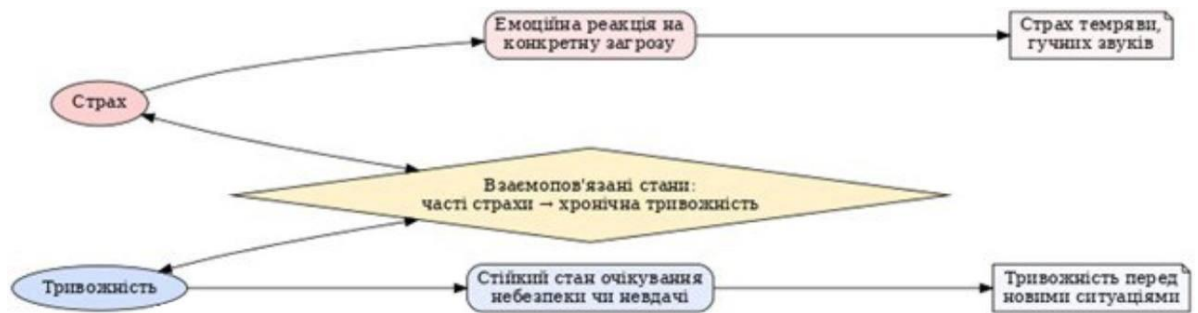 Емоційна реакція на
конкретну загрозу
Страх темряви,
гучних звуків
Страх
Взаємопов'язані стани:
часті страхи → хронічна тривожність
Тривожність
Стійкий стан очікування
небезпеки чи невдачі
Тривожність перед
новими ситуаціями